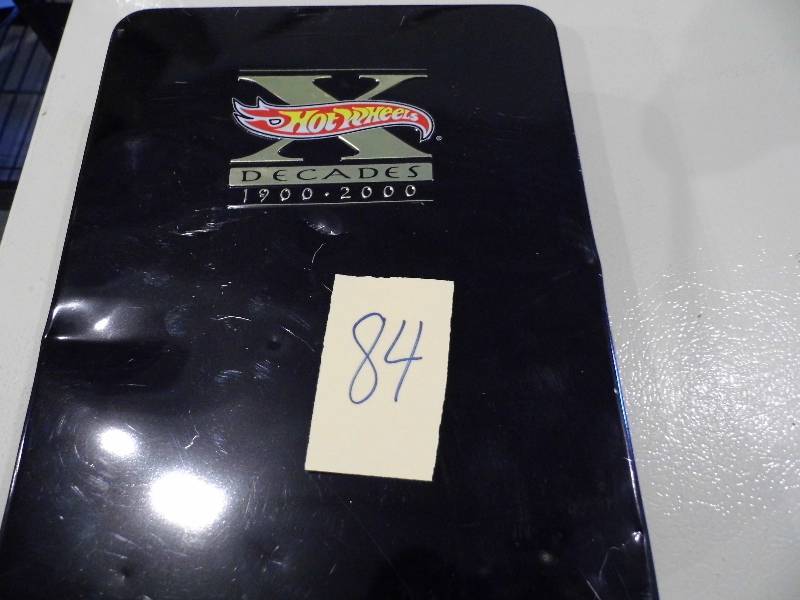 X
HOT WHEELS
®
DECADES
1900·2000
84